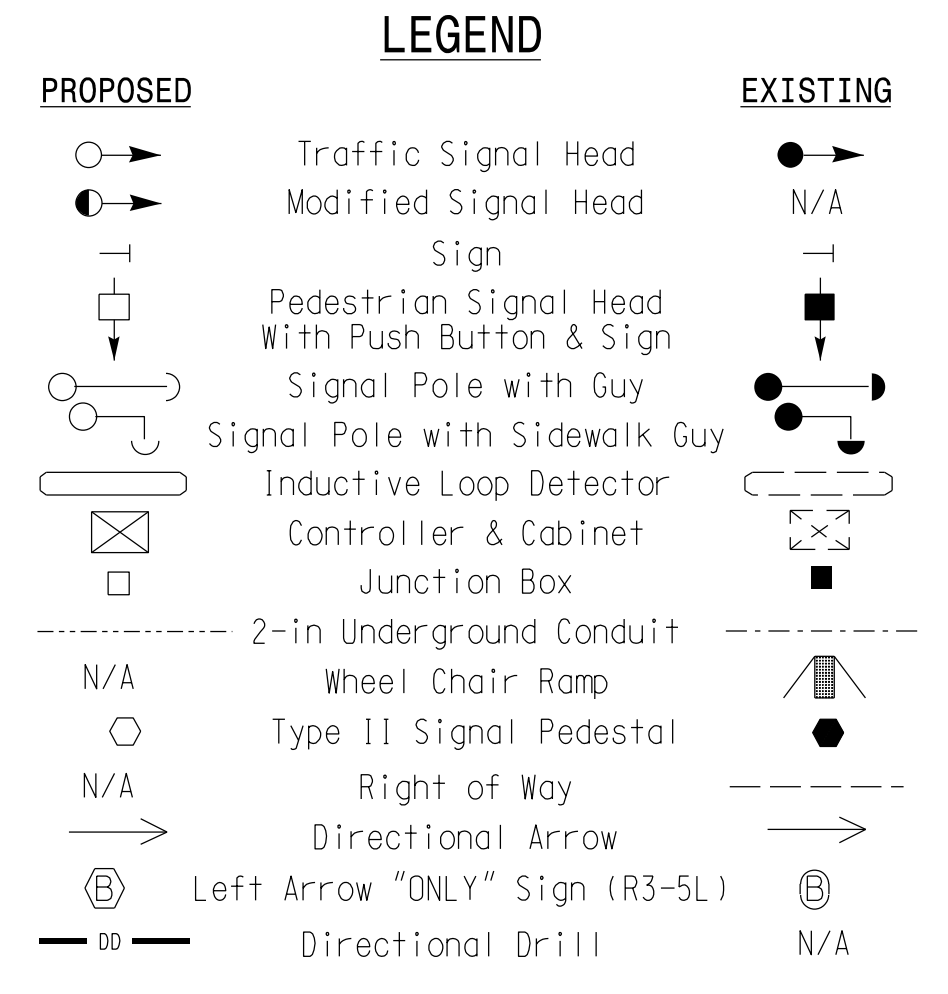 LEGEND
PROPOSED EXISTING
Traffic Signal Head
Modified Signal Head N/A
Sign
Pedestrian Signal Head
With Push Button & Sign
Signal Pole with Guy
Signal Pole with Sidewalk Guy
Inductive Loop Detector
Controller & Cabinet
Junction Box
2-in Underground Conduit
N/A Wheel Chair Ramp
Type II Signal Pedestal
N/A Right of Way
Directional Arrow
B Left Arrow "ONLY" Sign (R3-5L) B
DD Directional Drill N/A